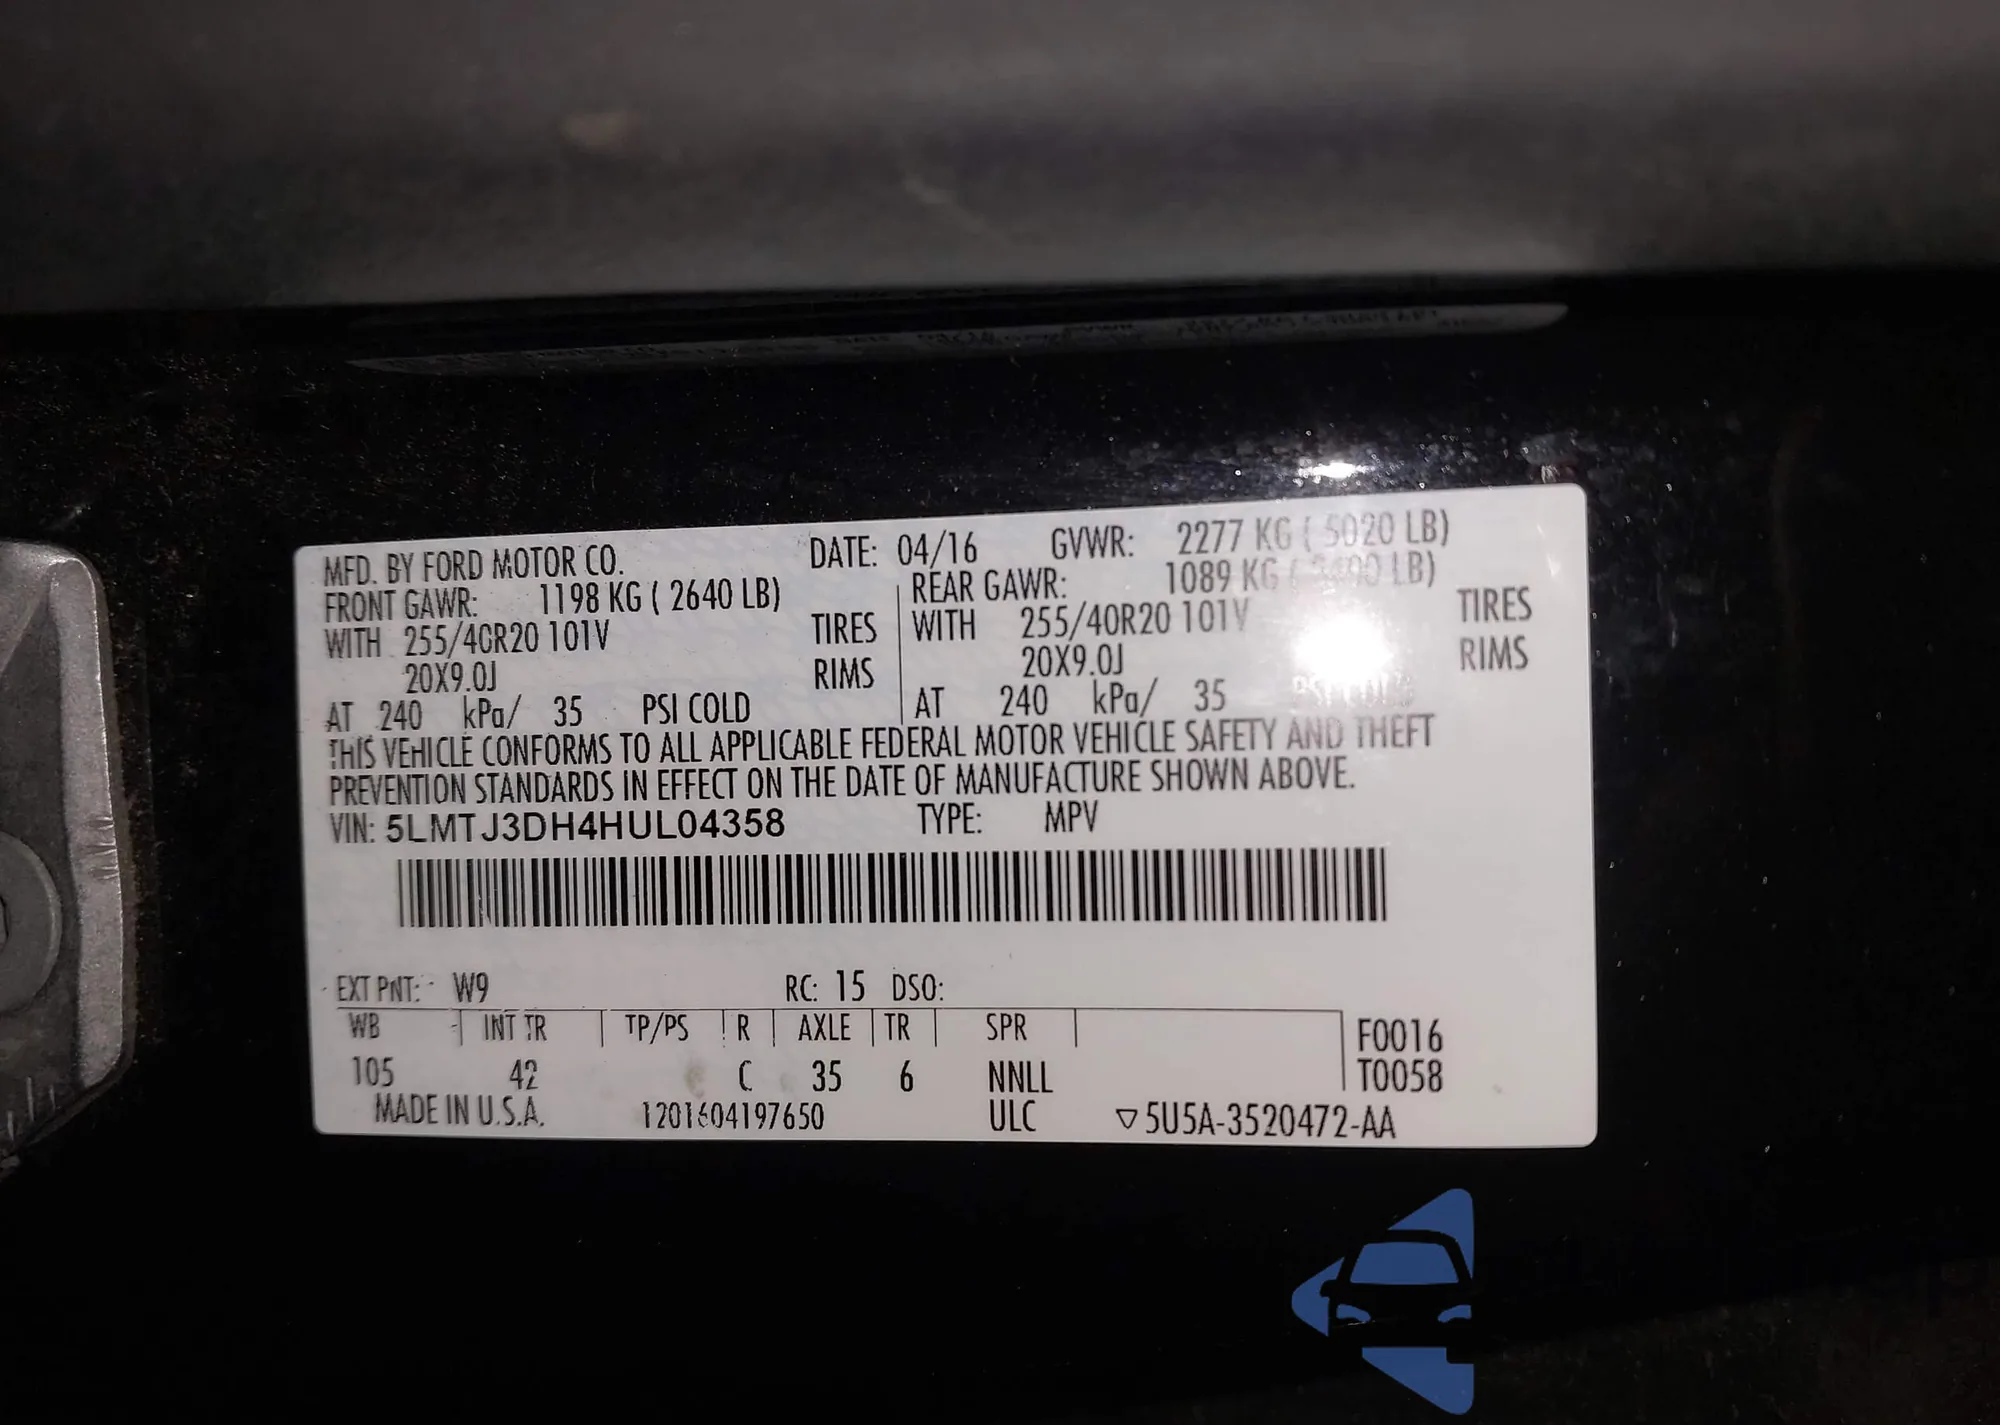 MFD. BY FORD MOTOR CO. DATE: 04/16 GVWR: 2277 KG ( 5020 LB)
FRONT GAWR: 1198 KG ( 2640 LB) REAR GAWR: 1089 KG ( LB)
WITH 255/40R20 101V TIRES WITH 255/40R20 101V TIRES
20X9.0J RIMS 20X9.0J RIMS
AT 240 kPa/ 35 PSI COLD AT 240 kPa/ 35
THIS VEHICLE CONFORMS TO ALL APPLICABLE FEDERAL MOTOR VEHICLE SAFETY AND THEFT
PREVENTION STANDARDS IN EFFECT ON THE DATE OF MANUFACTURE SHOWN ABOVE.
VIN: 5LMTJ3DH4HUL04358 TYPE: MPV
EXT PNT: W9 RC: 15 DSO:
WB INT TR TP/PS R AXLE TR SPR F0016
105 42 C 35 6 NNLL T0058
MADE IN U.S.A. 1201604197650 ULC ▽5U5A-3520472-AA